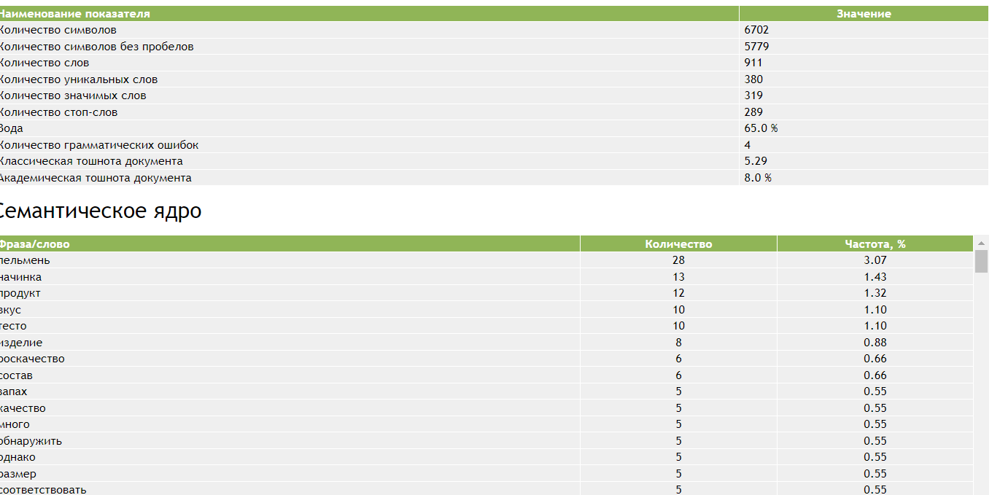 Наименование показателя Значение
Количество символов 6702
Количество символов без пробелов 5779
Количество слов 911
Количество уникальных слов 380
Количество значимых слов 319
Количество стоп-слов 289
Вода 65.0 %
Количество грамматических ошибок 4
Классическая тошнота документа 5.29
Академическая тошнота документа 8.0 %
Семантическое ядро
Фраза/слово Количество Частота, %
пельмень 28 3.07
начинка 13 1.43
продукт 12 1.32
вкус 10 1.10
тесто 10 1.10
изделие 8 0.88
роскачество 6 0.66
состав 6 0.66
запах 5 0.55
качество 5 0.55
много 5 0.55
обнаружить 5 0.55
однако 5 0.55
размер 5 0.55
соответствовать 5 0.55